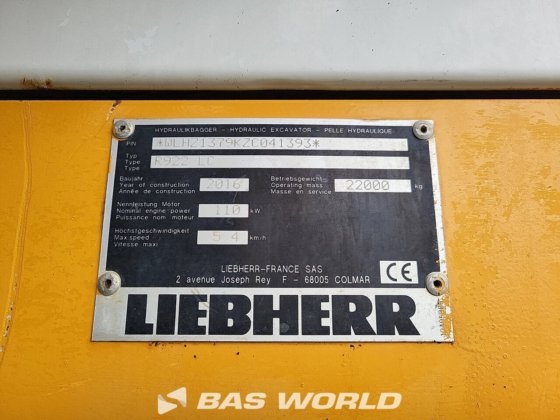 HYDRAULIKBAGGER - HYDRAULIC EXCAVATOR - PELLE HYDRAULIQUE
PIN *WLHZ1379KZC041393*
Typ
Type R922 LC
Type
Baujahr
Year of construction 2016
Année de construction
Betriebsgewicht
Operating mass 22000 kg
Masse en service
Nennleistung Motor
Nominal engine power 110 kW
Puissance nom. moteur
Höchstgeschwindigkeit
Max.speed 5.4 km/h
Vitesse maxi
LIEBHERR-FRANCE SAS
2 avenue Joseph Rey F - 68005 COLMAR
CE
LIEBHERR
BAS WORLD